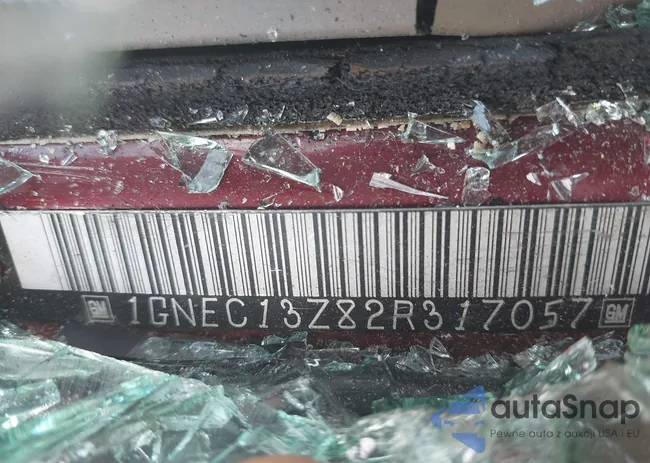 GM 1GNEC13Z82R317057 GM
autaSnap
Pewne auta z aukcji USA i EU